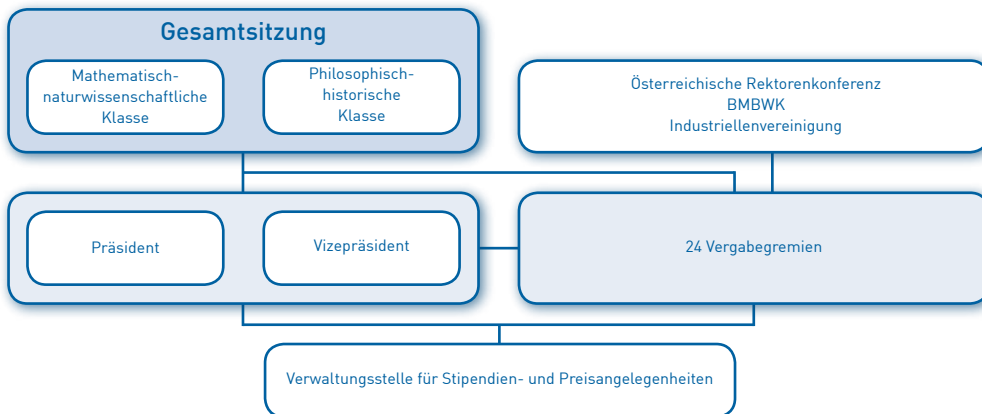 Gesamtsitzung
Mathematisch-
naturwissenschaftliche
Klasse
Philosophisch-
historische
Klasse
Österreichische Rektorenkonferenz
BMBWK
Industriellenvereinigung
Präsident
Vizepräsident
24 Vergabegremien
Verwaltungsstelle für Stipendien- und Preisangelegenheiten